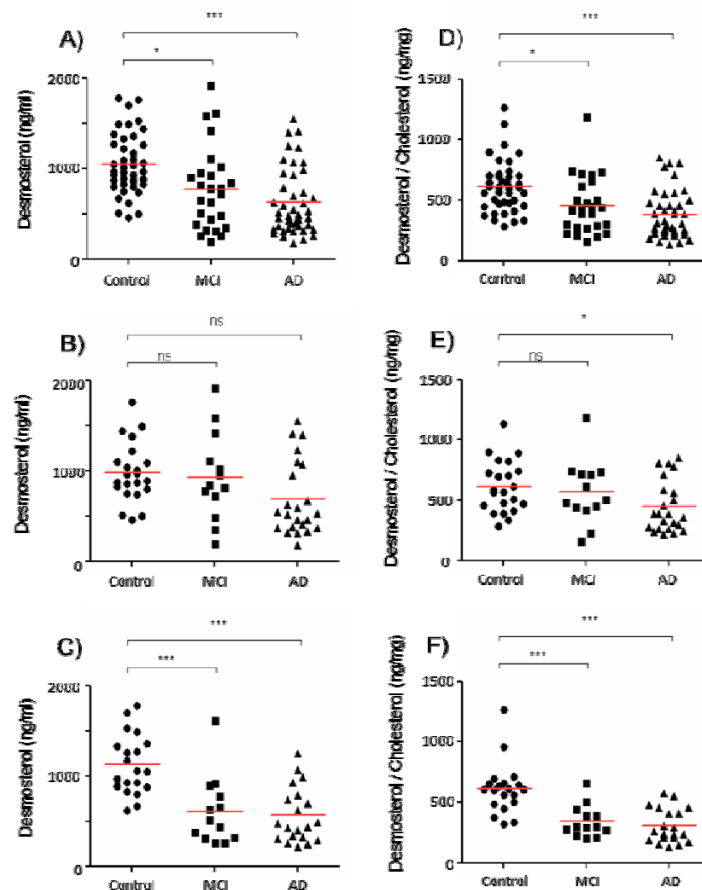 A)
***
*
2000
1000
0
Desmosterol (ng/ml)
Control MCI AD
D)
***
*
1500
1000
500
0
Desmosterol / Cholesterol (ng/mg)
Control MCI AD
B)
ns
ns
2000
1000
0
Desmosterol (ng/ml)
Control MCI AD
E)
*
ns
1500
1000
500
0
Desmosterol / Cholesterol (ng/mg)
Control MCI AD
C)
***
***
2000
1000
0
Desmosterol (ng/ml)
Control MCI AD
F)
***
***
1500
1000
500
0
Desmosterol / Cholesterol (ng/mg)
Control MCI AD